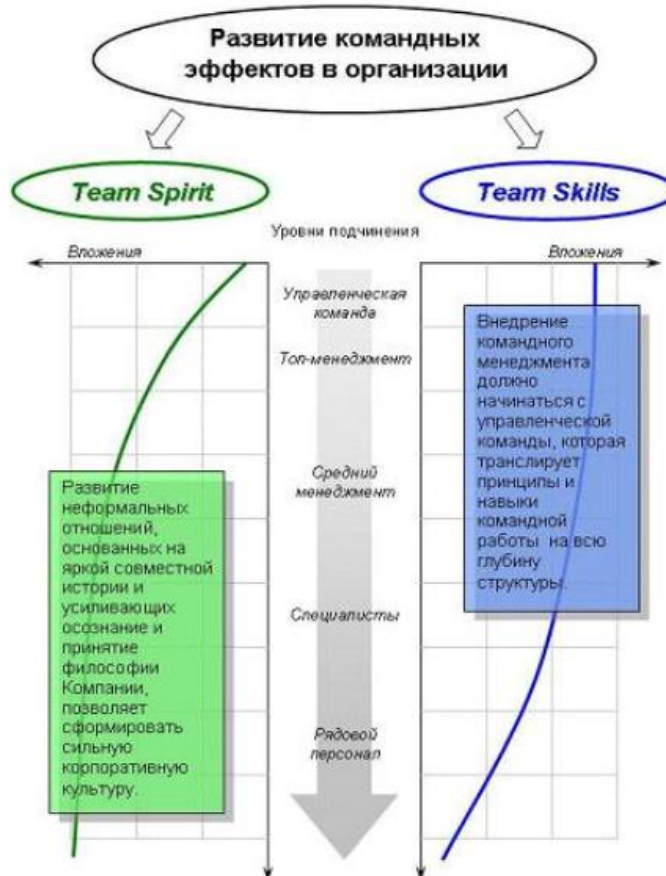 Развитие командных
эффектов в организации
Team Spirit
Team Skills
Уровни подчинения
Вложения
Вложения
Управленческая
команда
Топ-менеджмент
Средний
менеджмент
Специалисты
Рядовой
персонал
Развитие
неформальных
отношений,
основанных на
яркой совместной
истории и
усиливающих
осознание и
принятие
философии
Компании,
позволяет
сформировать
сильную
корпоративную
культуру.
Внедрение
командного
менеджмента
должно
начинаться с
управленческой
команды, которая
транслирует
принципы и
навыки
командной
работы на всю
глубину
структуры.